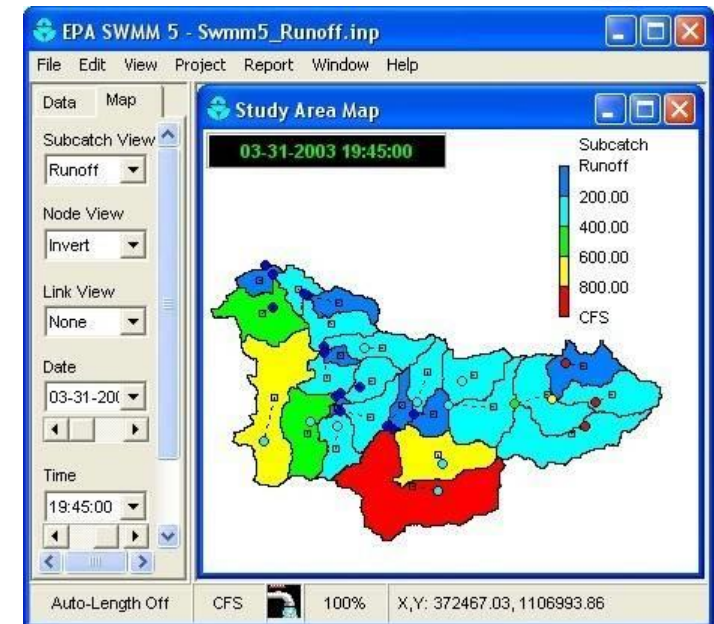 EPA SWMM 5 - Swmm5_Runoff.inp
File Edit View Project Report Window Help
Data Map
Subcatch View
Runoff
Node View
Invert
Link View
None
Date
03-31-200
Time
19:45:00
Study Area Map
03-31-2003 19:45:00
Subcatch
Runoff
200.00
400.00
600.00
800.00
CFS
Auto-Length Off CFS 100% X,Y: 372467.03, 1106993.86